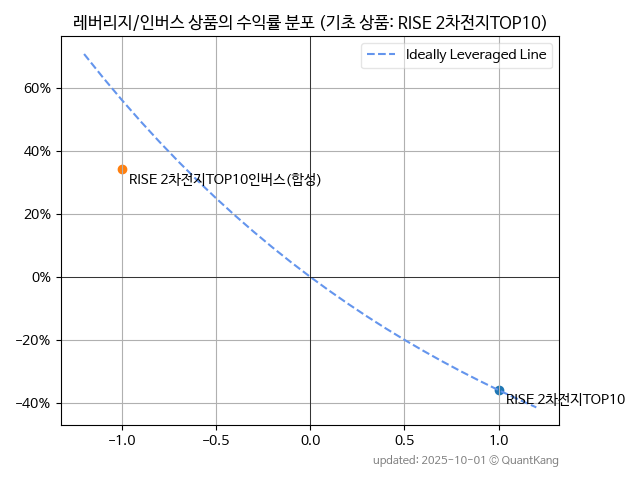 레버리지/인버스 상품의 수익률 분포 (기초 상품: RISE 2차전지TOP10)
Ideally Leveraged Line
60%
40%
RISE 2차전지TOP10인버스(합성)
20%
0%
−20%
−40%
RISE 2차전지TOP10
−1.0
−0.5
0.0
0.5
1.0
updated: 2025-10-01 © QuantKang